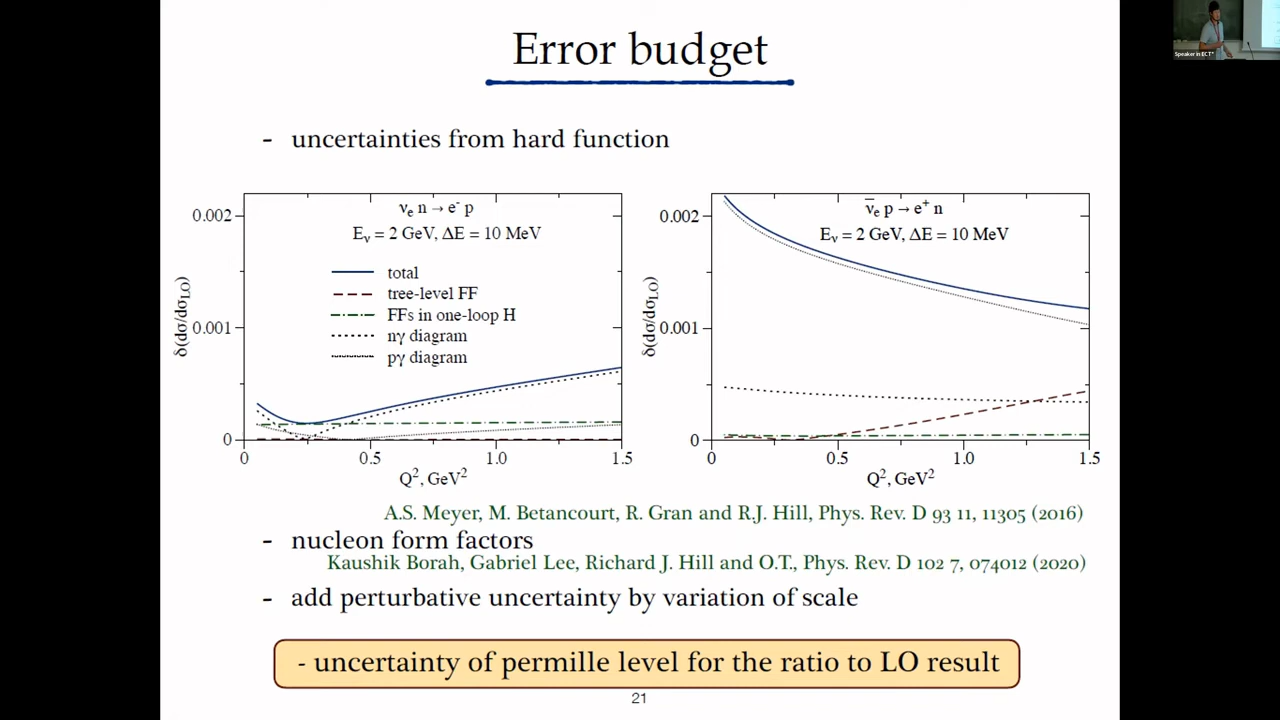 Error budget
Speaker in ECT*
- uncertainties from hard function
0.002
0.001
0
δ(dσ/dσ_LO)
ν_e n → e⁻ p
E_ν = 2 GeV, ΔE = 10 MeV
total
tree-level FF
FFs in one-loop H
nγ diagram
pγ diagram
0 0.5 1.0 1.5
Q², GeV²
0.002
0.001
0
δ(dσ/dσ_LO)
ν̅_e p → e⁺ n
E_ν = 2 GeV, ΔE = 10 MeV
0 0.5 1.0 1.5
Q², GeV²
A.S. Meyer, M. Betancourt, R. Gran and R.J. Hill, Phys. Rev. D 93 11, 11305 (2016)
- nucleon form factors
Kaushik Borah, Gabriel Lee, Richard J. Hill and O.T., Phys. Rev. D 102 7, 074012 (2020)
- add perturbative uncertainty by variation of scale
- uncertainty of permille level for the ratio to LO result
21